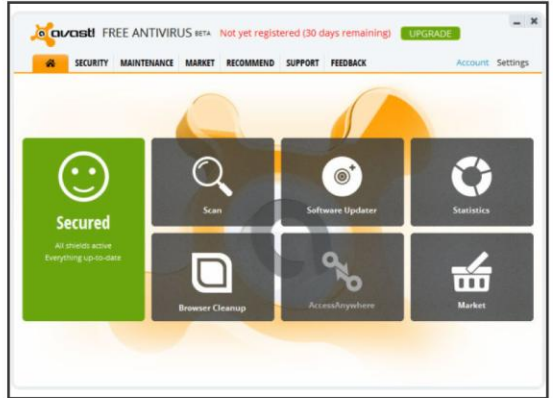 avast! FREE ANTIVIRUS BETA Not yet registered (30 days remaining) UPGRADE
SECURITY MAINTENANCE MARKET RECOMMEND SUPPORT FEEDBACK Account Settings
Secured
All shields active
Everything up-to-date
Scan
Software Updater
Statistics
Browser Cleanup
AccessAnywhere
Market